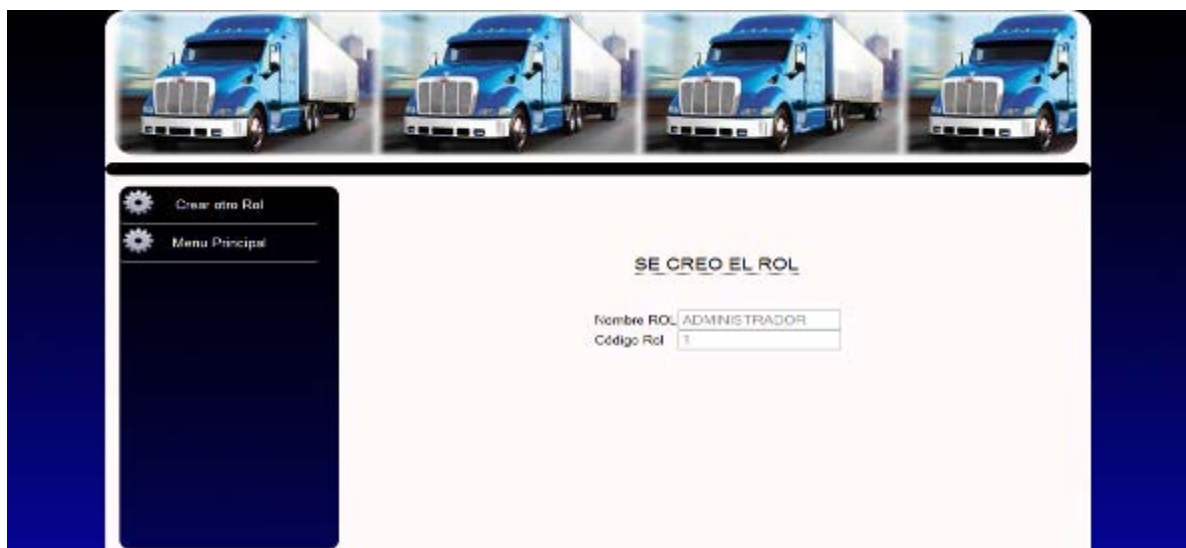 Crear otro Rol
Menu Principal
SE CREO EL ROL
Nombre ROL ADMINISTRADOR
Código Rol 1